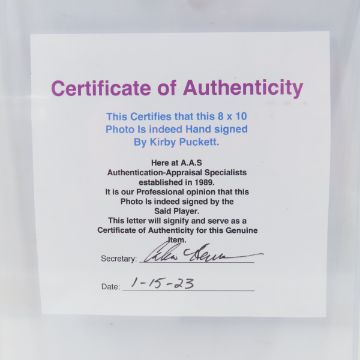 Certificate of Authenticity
This Certifies that this 8 x 10
Photo Is indeed Hand signed
By Kirby Puckett.
Here at A.A.S
Authentication-Appraisal Specialists
established in 1989.
It is our Professional opinion that this
Photo Is indeed signed by the
Said Player.
This letter will signify and serve as a
Certificate of Authenticity for this Genuine
Item.
Secretary:
Date: 1-15-23